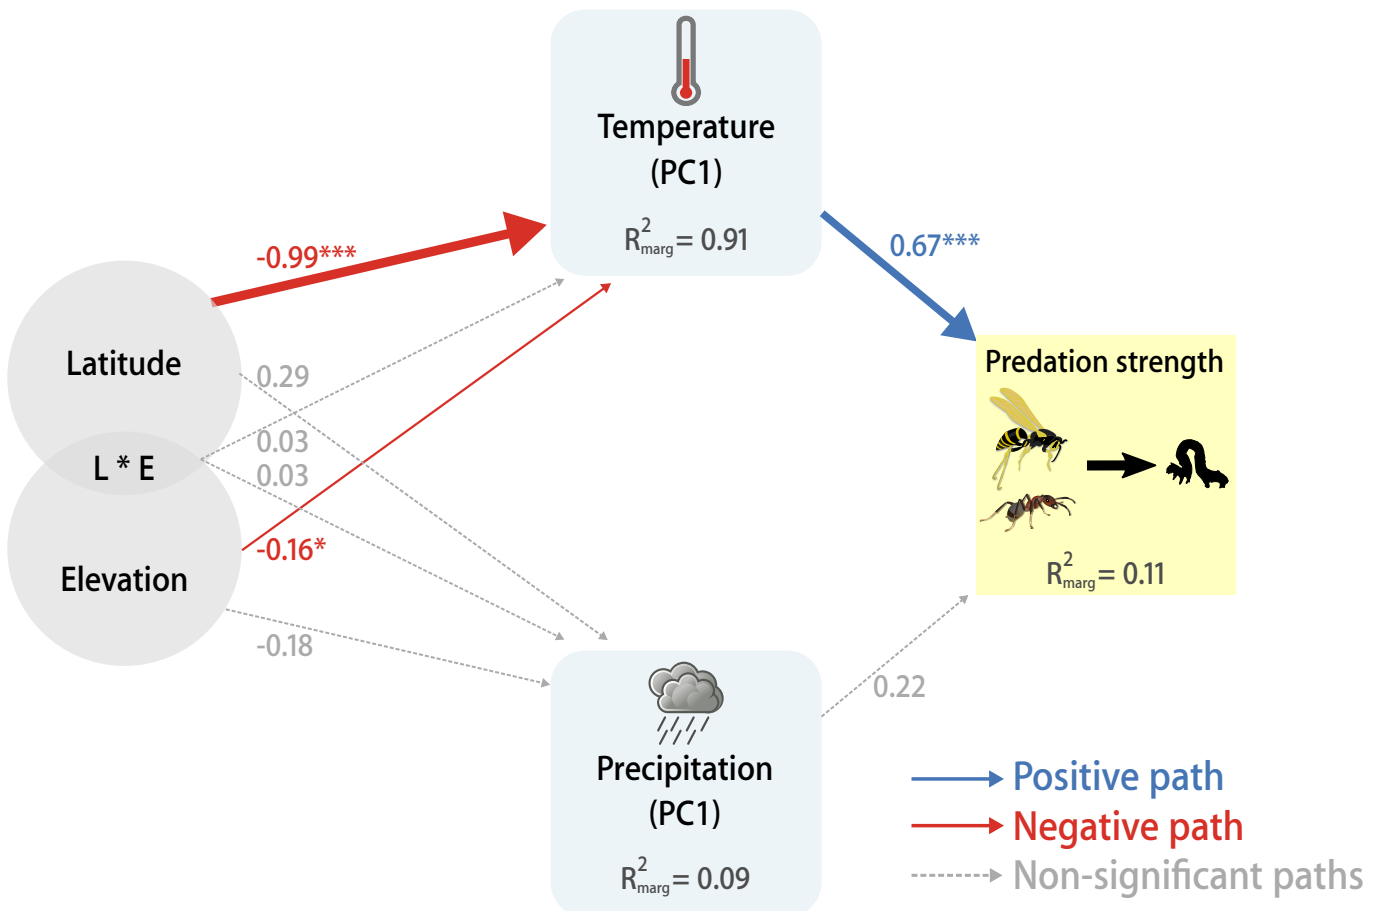 Temperature
(PC1)
R²marg = 0.91
-0.99***
0.67***
Latitude
0.29
Predation strength
0.03
L * E
0.03
-0.16*
Elevation
R²marg = 0.11
-0.18
0.22
Precipitation
(PC1)
R²marg = 0.09
Positive path
Negative path
Non-significant paths